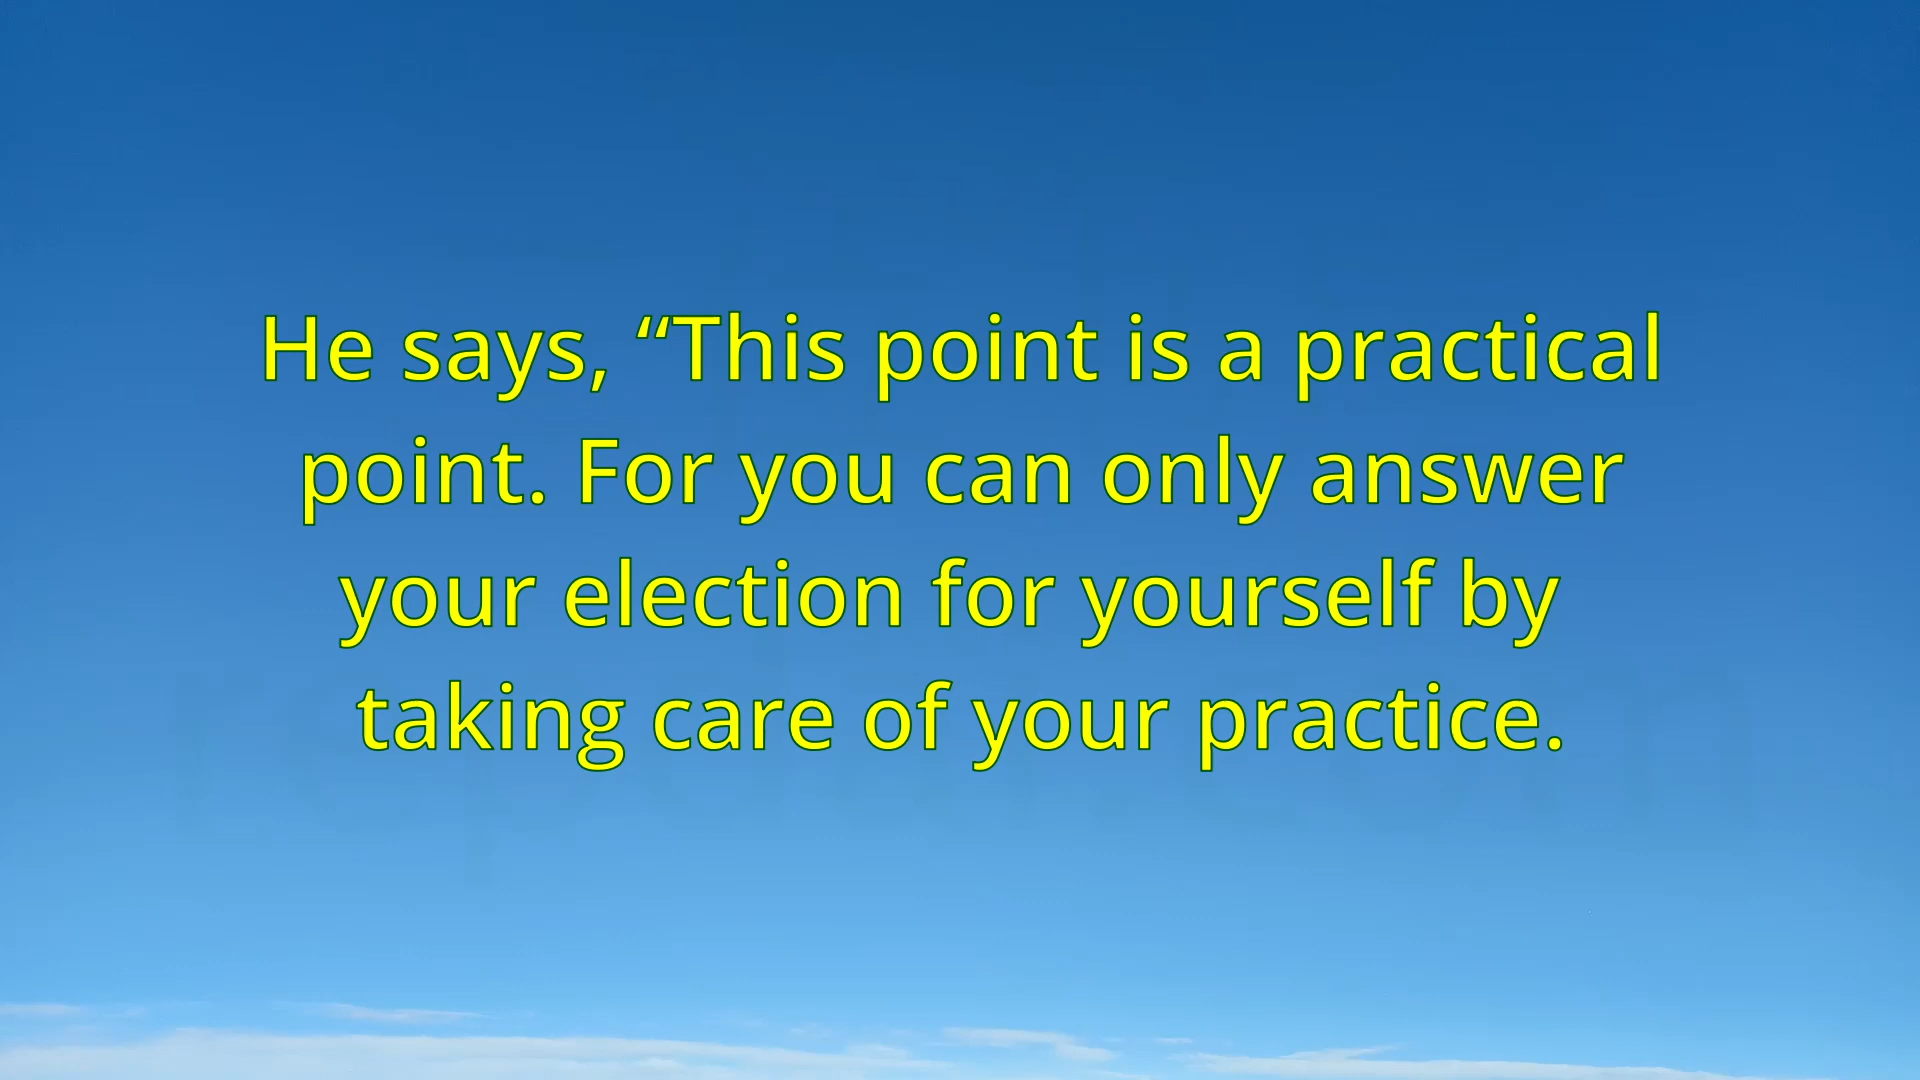 He says, “This point is a practical
point. For you can only answer
your election for yourself by
taking care of your practice.